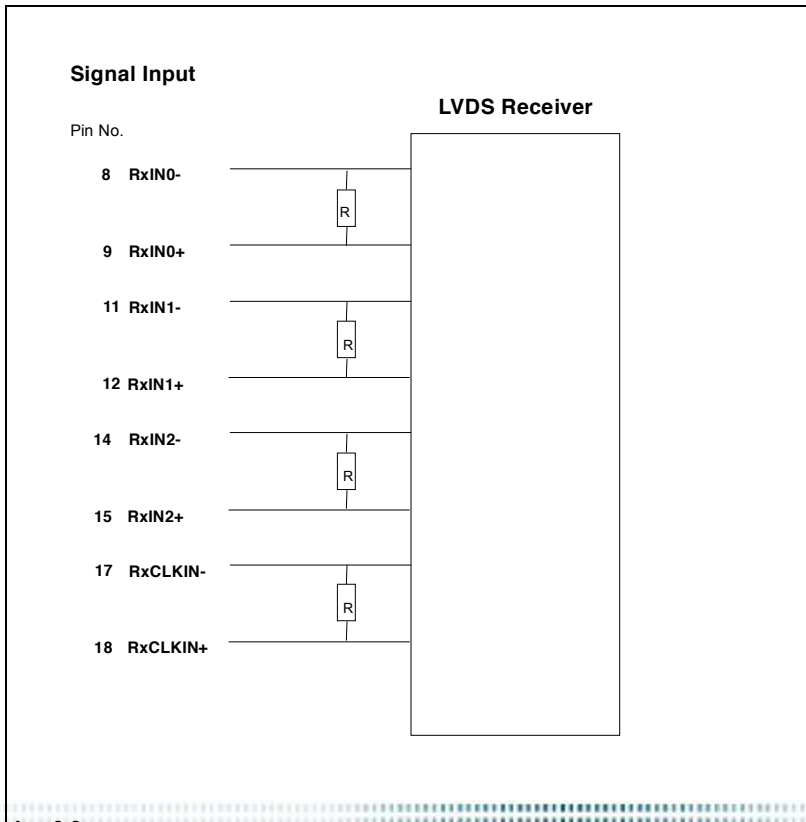 Signal Input
LVDS Receiver
Pin No.
8 RxIN0-
R
9 RxIN0+
11 RxIN1-
R
12 RxIN1+
14 RxIN2-
R
15 RxIN2+
17 RxCLKIN-
R
18 RxCLKIN+